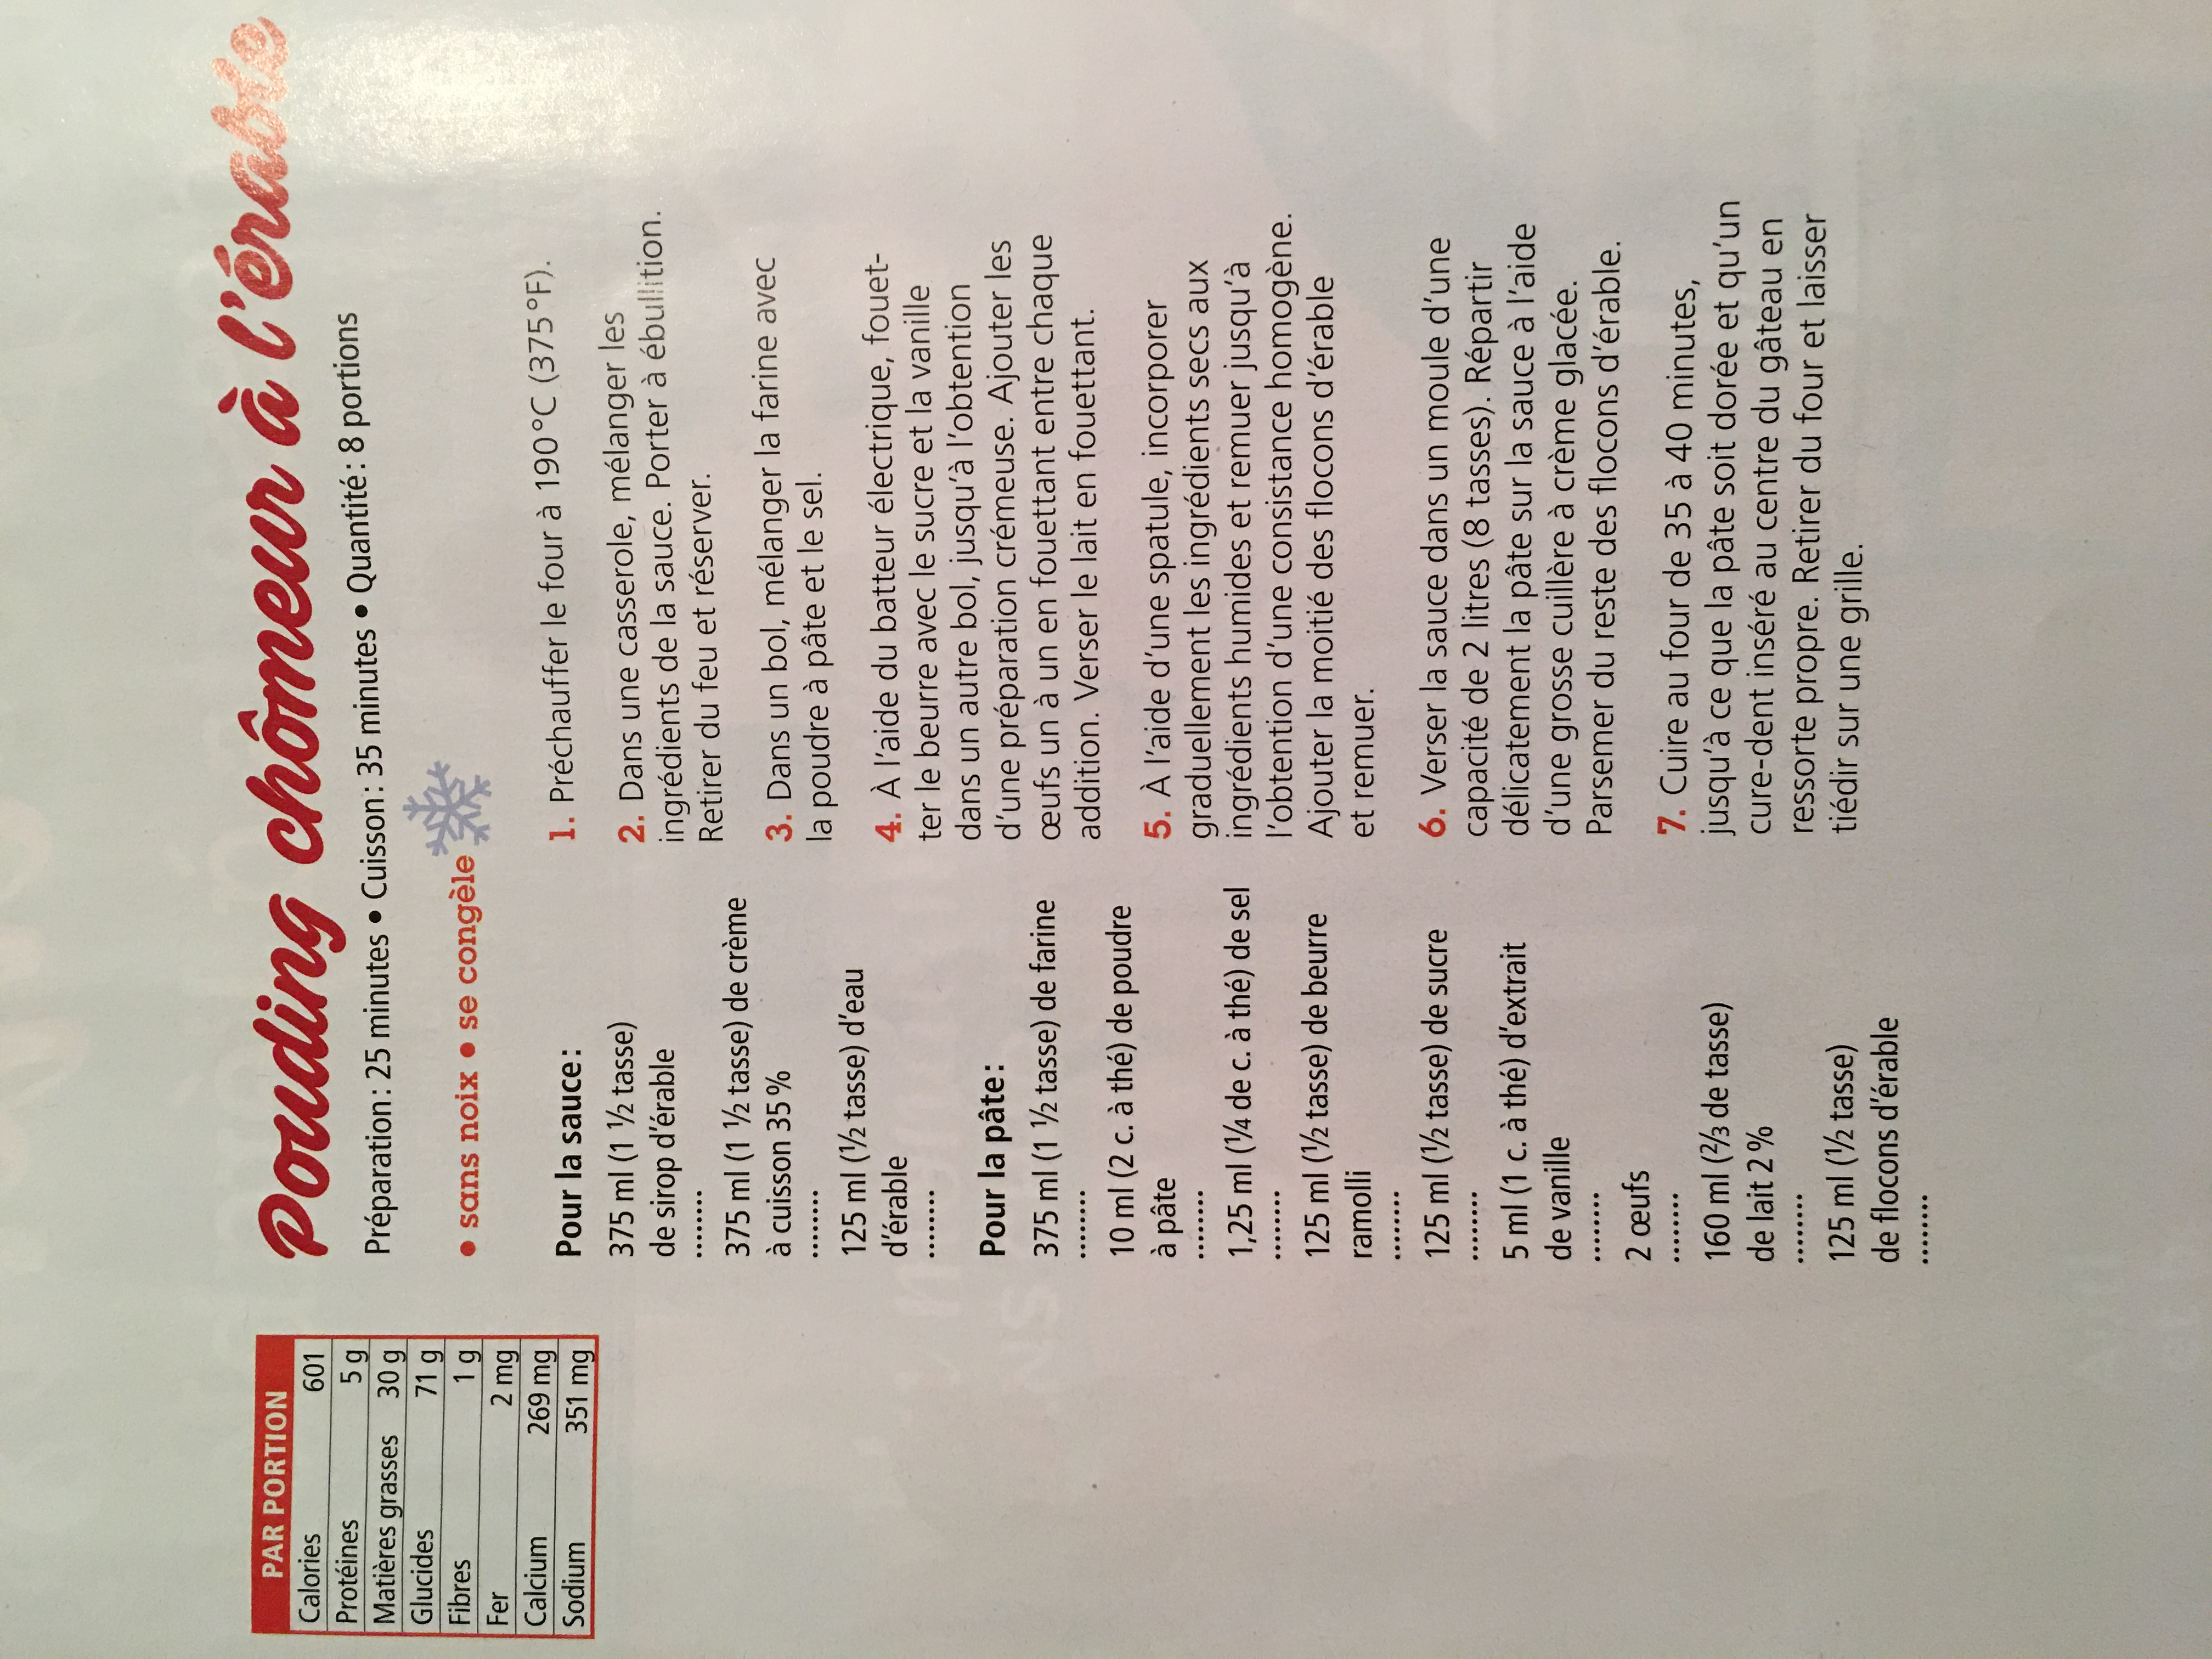 Pouding chômeur à l'érable
Préparation : 25 minutes • Cuisson : 35 minutes • Quantité : 8 portions
• sans noix • se congèle
PAR PORTION
Calories 601
Protéines 5 g
Matières grasses 30 g
Glucides 71 g
Fibres 1 g
Fer 2 mg
Calcium 269 mg
Sodium 351 mg
Pour la sauce :
375 ml (1 ½ tasse)
de sirop d'érable
........
375 ml (1 ½ tasse) de crème
à cuisson 35 %
........
125 ml (½ tasse) d'eau
d'érable
........
Pour la pâte :
375 ml (1 ½ tasse) de farine
........
10 ml (2 c. à thé) de poudre
à pâte
........
1,25 ml (¼ de c. à thé) de sel
........
125 ml (½ tasse) de beurre
ramolli
........
125 ml (½ tasse) de sucre
........
5 ml (1 c. à thé) d'extrait
de vanille
........
2 œufs
........
160 ml (⅔ de tasse)
de lait 2 %
........
125 ml (½ tasse)
de flocons d'érable
........
1. Préchauffer le four à 190 °C (375 °F).
2. Dans une casserole, mélanger les
ingrédients de la sauce. Porter à ébullition.
Retirer du feu et réserver.
3. Dans un bol, mélanger la farine avec
la poudre à pâte et le sel.
4. À l'aide du batteur électrique, fouet-
ter le beurre avec le sucre et la vanille
dans un autre bol, jusqu'à l'obtention
d'une préparation crémeuse. Ajouter les
œufs un à un en fouettant entre chaque
addition. Verser le lait en fouettant.
5. À l'aide d'une spatule, incorporer
graduellement les ingrédients secs aux
ingrédients humides et remuer jusqu'à
l'obtention d'une consistance homogène.
Ajouter la moitié des flocons d'érable
et remuer.
6. Verser la sauce dans un moule d'une
capacité de 2 litres (8 tasses). Répartir
délicatement la pâte sur la sauce à l'aide
d'une grosse cuillère à crème glacée.
Parsemer du reste des flocons d'érable.
7. Cuire au four de 35 à 40 minutes,
jusqu'à ce que la pâte soit dorée et qu'un
cure-dent inséré au centre du gâteau en
ressorte propre. Retirer du four et laisser
tiédir sur une grille.